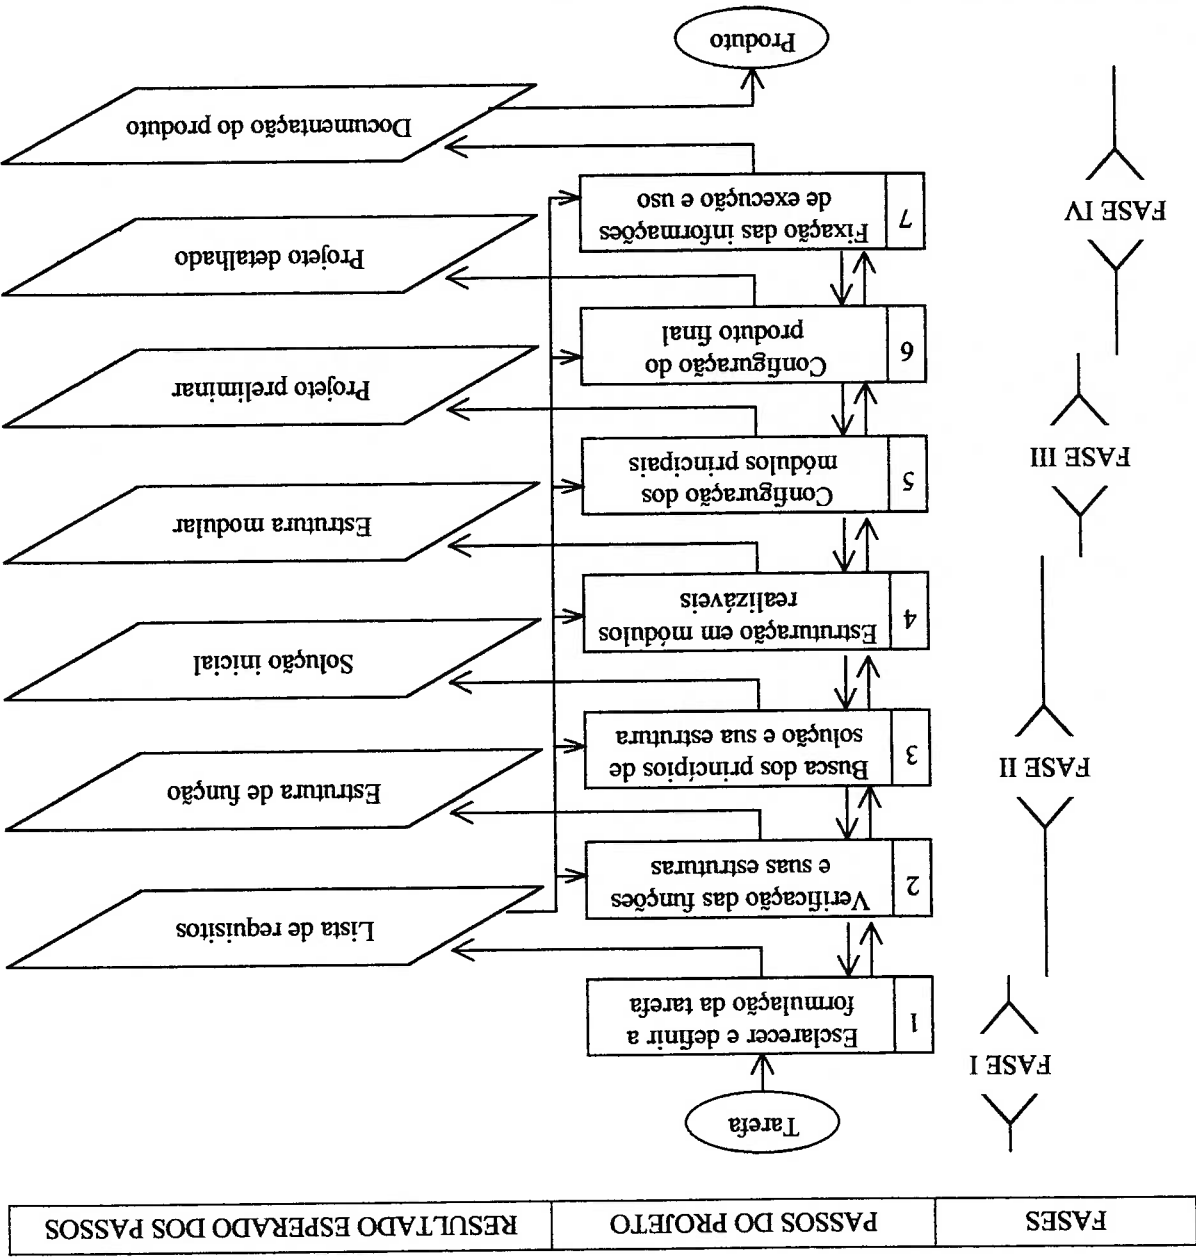 FASES PASSOS DO PROJETO RESULTADO ESPERADO DOS PASSOS
Tarefa
FASE I
1 Esclarecer e definir a
formulação da tarefa
Lista de requisitos
2 Verificação das funções
e suas estruturas
Estrutura de função
FASE II
3 Busca dos princípios de
solução e sua estrutura
Solução inicial
4 Estruturação em módulos
realizáveis
Estrutura modular
FASE III
5 Configuração dos
módulos principais
Projeto preliminar
6 Configuração do
produto final
Projeto detalhado
FASE IV
7 Fixação das informações
de execução e uso
Documentação do produto
Produto